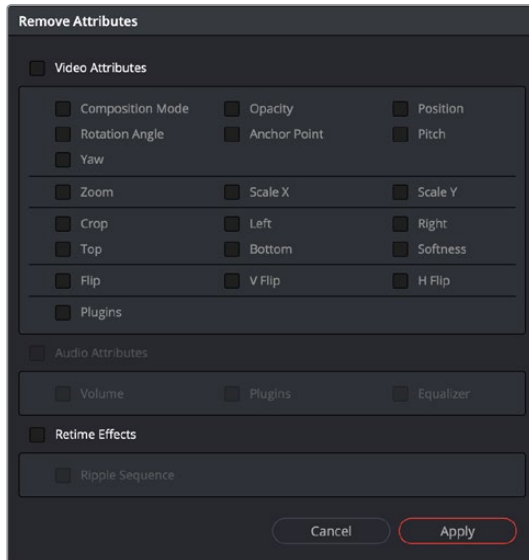 Remove Attributes
Video Attributes
Composition Mode Opacity Position
Rotation Angle Anchor Point Pitch
Yaw
Zoom Scale X Scale Y
Crop Left Right
Top Bottom Softness
Flip V Flip H Flip
Plugins
Audio Attributes
Volume Plugins Equalizer
Retime Effects
Ripple Sequence
Cancel Apply